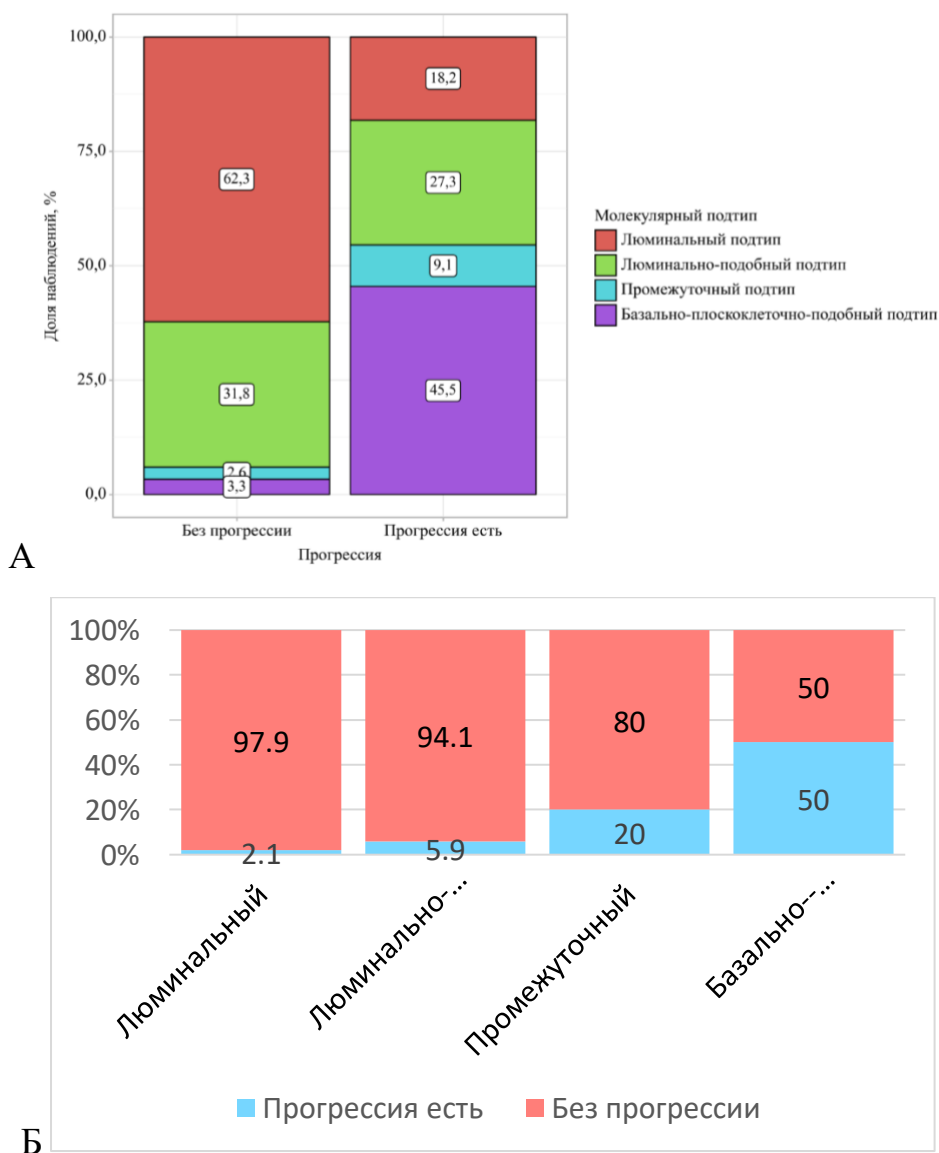 100,0
75,0
50,0
25,0
0,0
Доля наблюдений, %
62,3
31,8
2,6
3,3
18,2
27,3
9,1
45,5
Без прогрессии
Прогрессия есть
Прогрессия
Молекулярный подтип
Люминальный подтип
Люминально-подобный подтип
Промежуточный подтип
Базально-плоскоклеточно-подобный подтип
А
100%
80%
60%
40%
20%
0%
97.9
94.1
80
50
2.1
5.9
20
50
Люминальный
Люминально-...
Промежуточный
Базально--...
Прогрессия есть
Без прогрессии
Б